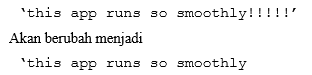 ‘this app runs so smoothly!!!!!’
Akan berubah menjadi
‘this app runs so smoothly